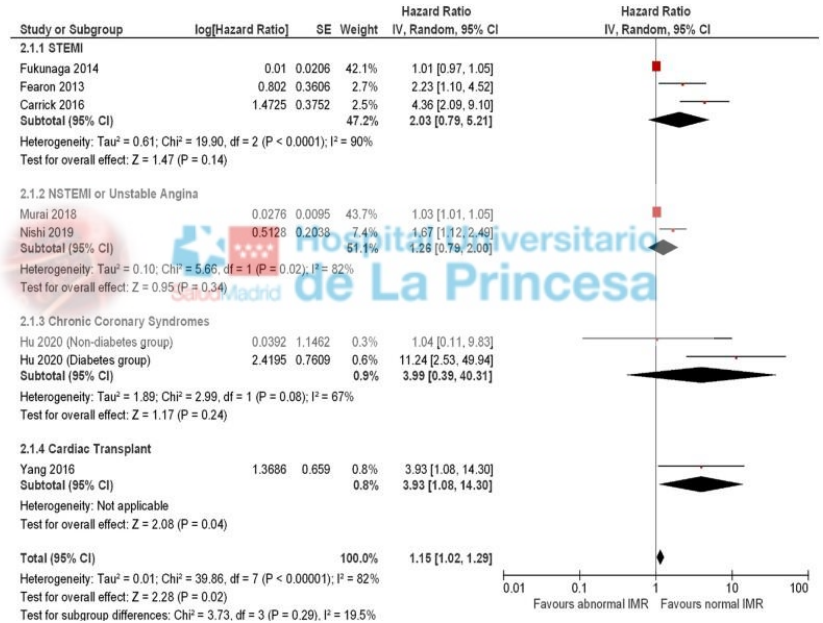 Hazard Ratio Hazard Ratio
Study or Subgroup log[Hazard Ratio] SE Weight IV, Random, 95% CI IV, Random, 95% CI
2.1.1 STEMI
Fukunaga 2014 0.01 0.0206 42.1% 1.01 [0.97, 1.05]
Fearon 2013 0.802 0.3606 2.7% 2.23 [1.10, 4.52]
Carrick 2016 1.4725 0.3752 2.5% 4.36 [2.09, 9.10]
Subtotal (95% CI) 47.2% 2.03 [0.79, 5.21]
Heterogeneity: Tau² = 0.61; Chi² = 19.90, df = 2 (P < 0.0001); I² = 90%
Test for overall effect: Z = 1.47 (P = 0.14)
2.1.2 NSTEMI or Unstable Angina
Murai 2018 0.0276 0.0095 43.7% 1.03 [1.01, 1.05]
Nishi 2019 0.5128 0.2038 7.4% 1.67 [1.12, 2.49]
Subtotal (95% CI) 51.1% 1.26 [0.79, 2.00]
Heterogeneity: Tau² = 0.10; Chi² = 5.66, df = 1 (P = 0.02); I² = 82%
Test for overall effect: Z = 0.95 (P = 0.34)
SaludMadrid
Hospital Universitario
de La Princesa
2.1.3 Chronic Coronary Syndromes
Hu 2020 (Non-diabetes group) 0.0392 1.1462 0.3% 1.04 [0.11, 9.83]
Hu 2020 (Diabetes group) 2.4195 0.7609 0.6% 11.24 [2.53, 49.94]
Subtotal (95% CI) 0.9% 3.99 [0.39, 40.31]
Heterogeneity: Tau² = 1.89; Chi² = 2.99, df = 1 (P = 0.08); I² = 67%
Test for overall effect: Z = 1.17 (P = 0.24)
2.1.4 Cardiac Transplant
Yang 2016 1.3686 0.659 0.8% 3.93 [1.08, 14.30]
Subtotal (95% CI) 0.8% 3.93 [1.08, 14.30]
Heterogeneity: Not applicable
Test for overall effect: Z = 2.08 (P = 0.04)
Total (95% CI) 100.0% 1.15 [1.02, 1.29]
Heterogeneity: Tau² = 0.01; Chi² = 39.86, df = 7 (P < 0.00001); I² = 82%
Test for overall effect: Z = 2.28 (P = 0.02)
Test for subgroup differences: Chi² = 3.73, df = 3 (P = 0.29), I² = 19.5%
0.01 0.1 1 10 100
Favours abnormal IMR Favours normal IMR